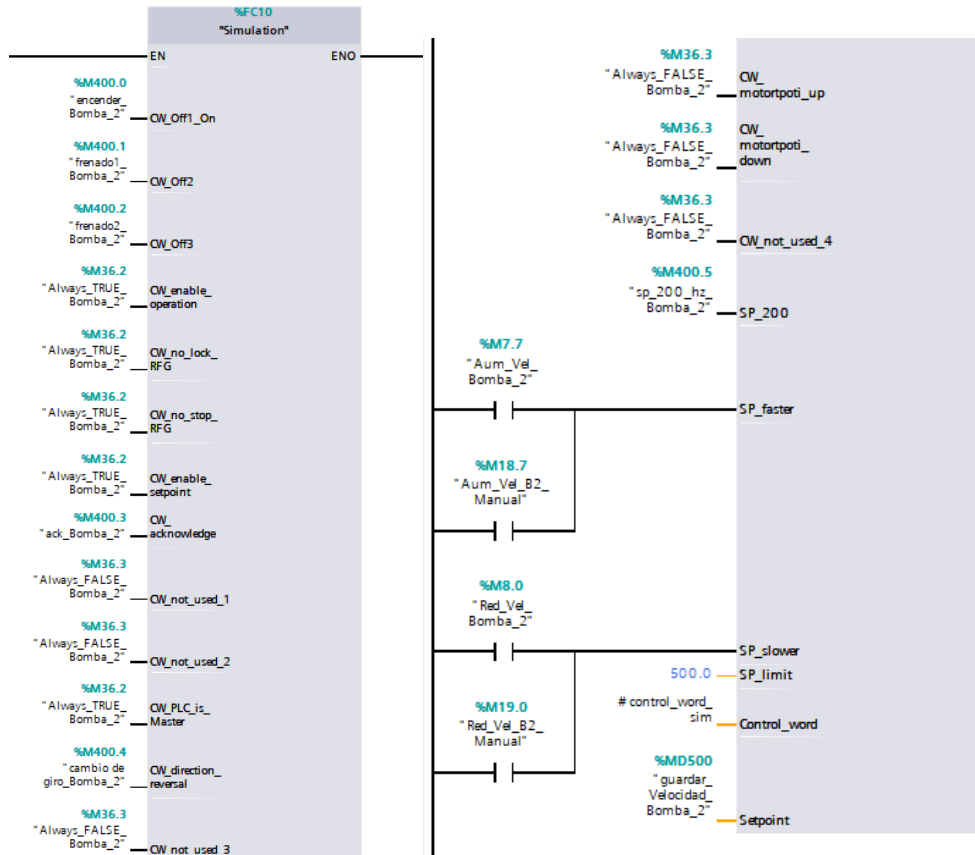 %FC10
"Simulation"
EN
ENO
%M400.0
"encender_
Bomba_2"
CW_Off1_On
%M400.1
"frenado1_
Bomba_2"
CW_Off2
%M400.2
"frenado2_
Bomba_2"
CW_Off3
%M36.2
"Always_TRUE_
Bomba_2"
CW_enable_
operation
%M36.2
"Always_TRUE_
Bomba_2"
CW_no_lock_
RFG
%M36.2
"Always_TRUE_
Bomba_2"
CW_no_stop_
RFG
%M36.2
"Always_TRUE_
Bomba_2"
CW_enable_
setpoint
%M400.3
"ack_Bomba_2"
CW_
acknowledge
%M36.3
"Always_FALSE_
Bomba_2"
CW_not_used_1
%M36.3
"Always_FALSE_
Bomba_2"
CW_not_used_2
%M36.2
"Always_TRUE_
Bomba_2"
CW_PLC_is_
Master
%M400.4
"cambio de
giro_Bomba_2"
CW_direction_
reversal
%M36.3
"Always_FALSE_
Bomba_2"
CW_not_used_3
%M36.3
"Always_FALSE_
Bomba_2"
CW_
motortpoti_up
%M36.3
"Always_FALSE_
Bomba_2"
CW_
motortpoti_
down
%M36.3
"Always_FALSE_
Bomba_2"
CW_not_used_4
%M400.5
"sp_200_hz_
Bomba_2"
SP_200
%M7.7
"Aum_Vel_
Bomba_2"
SP_faster
%M18.7
"Aum_Vel_B2_
Manual"
%M8.0
"Red_Vel_
Bomba_2"
SP_slower
500.0
SP_limit
%M19.0
"Red_Vel_B2_
Manual"
#control_word_
sim
Control_word
%MD500
"guardar_
Velocidad_
Bomba_2"
Setpoint